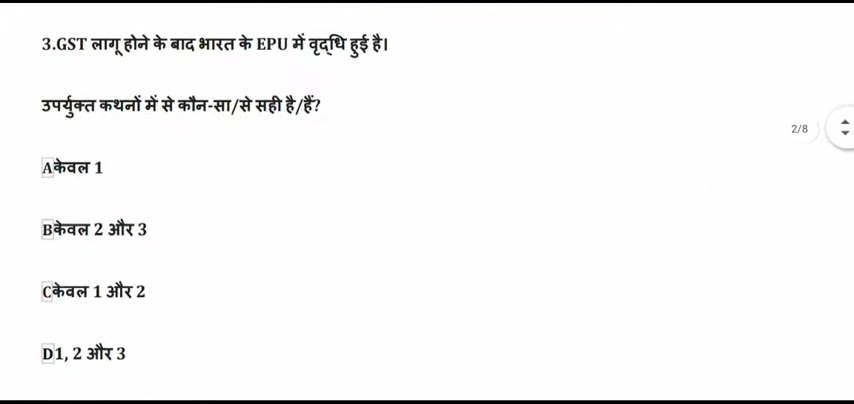 3.GST लागू होने के बाद भारत के EPU में वृद्धि हुई है।
उपर्युक्त कथनों में से कौन-सा/से सही है/हैं?
2/8
Aकेवल 1
Bकेवल 2 और 3
Cकेवल 1 और 2
D1, 2 और 3